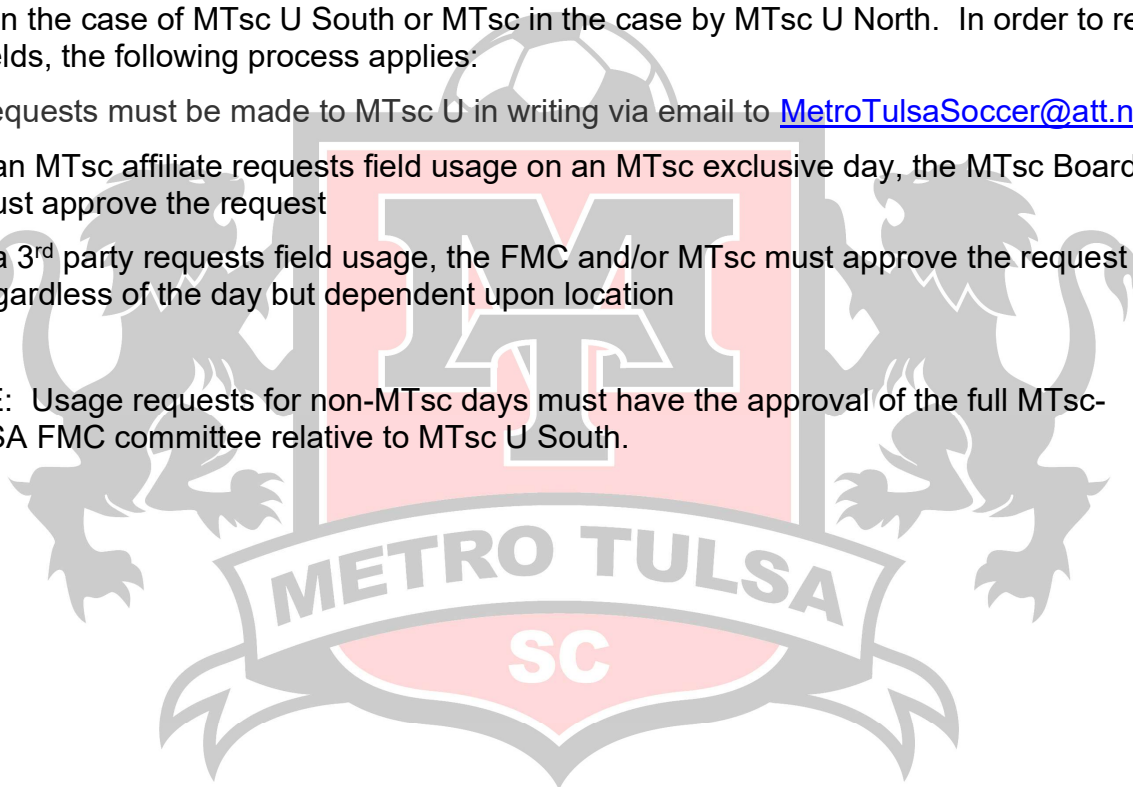 n the case of MTsc U South or MTsc in the case by MTsc U North. In order to re
elds, the following process applies:
equests must be made to MTsc U in writing via email to MetroTulsaSoccer@att.n
an MTsc affiliate requests field usage on an MTsc exclusive day, the MTsc Board
ust approve the request
a 3rd party requests field usage, the FMC and/or MTsc must approve the request
gardless of the day but dependent upon location
E: Usage requests for non-MTsc days must have the approval of the full MTsc-
SA FMC committee relative to MTsc U South.
MT
METRO TULSA
SC